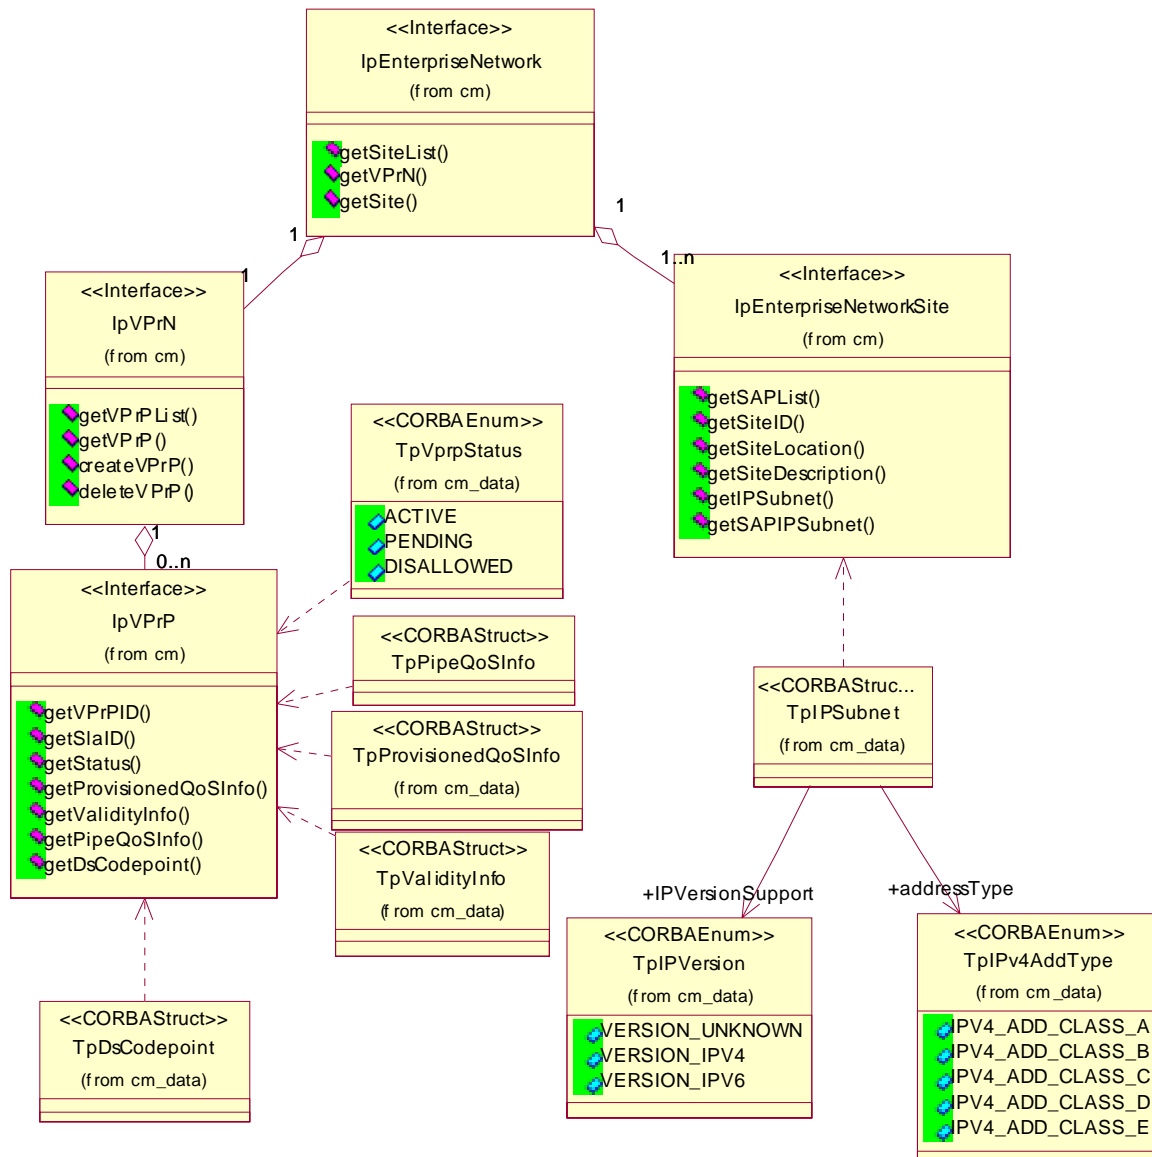 <<Interface>>
IpEnterpriseNetwork
(from cm)
getSiteList()
getVPrN()
getSite()
1
1
1
1..n
<<Interface>>
IpVPrN
(from cm)
getVPrPList()
getVPrP()
createVPrP()
deleteVPrP()
1
0..n
<<Interface>>
IpEnterpriseNetworkSite
(from cm)
getSAPList()
getSiteID()
getSiteLocation()
getSiteDescription()
getIPSubnet()
getSAPIPSubnet()
<<CORBAEnum>>
TpVprpStatus
(from cm_data)
ACTIVE
PENDING
DISALLOWED
<<Interface>>
IpVPrP
(from cm)
getVPrPID()
getSlaID()
getStatus()
getProvisionedQoSInfo()
getValidityInfo()
getPipeQoSInfo()
getDsCodepoint()
<<CORBAStruct>>
TpPipeQoSInfo
<<CORBAStruct>>
TpProvisionedQoSInfo
(from cm_data)
<<CORBAStruct>>
TpValidityInfo
(from cm_data)
<<CORBAStruc...
TpIPSubnet
(from cm_data)
+IPVersionSupport
+addressType
<<CORBAStruct>>
TpDsCodepoint
(from cm_data)
<<CORBAEnum>>
TpIPVersion
(from cm_data)
VERSION_UNKNOWN
VERSION_IPV4
VERSION_IPV6
<<CORBAEnum>>
TpIPv4AddType
(from cm_data)
IPV4_ADD_CLASS_A
IPV4_ADD_CLASS_B
IPV4_ADD_CLASS_C
IPV4_ADD_CLASS_D
IPV4_ADD_CLASS_E